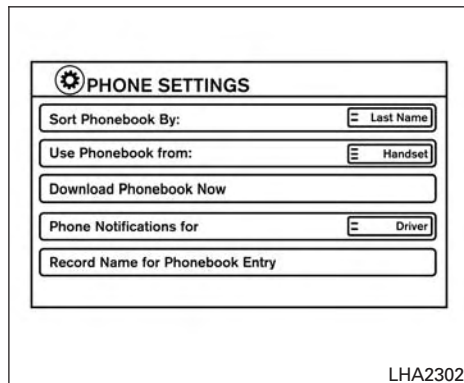 PHONE SETTINGS
Sort Phonebook By: Last Name
Use Phonebook from: Handset
Download Phonebook Now
Phone Notifications for Driver
Record Name for Phonebook Entry
LHA2302